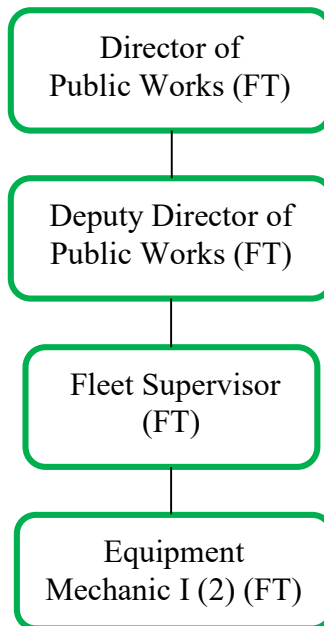 Director of
Public Works (FT)
Deputy Director of
Public Works (FT)
Fleet Supervisor
(FT)
Equipment
Mechanic I (2) (FT)